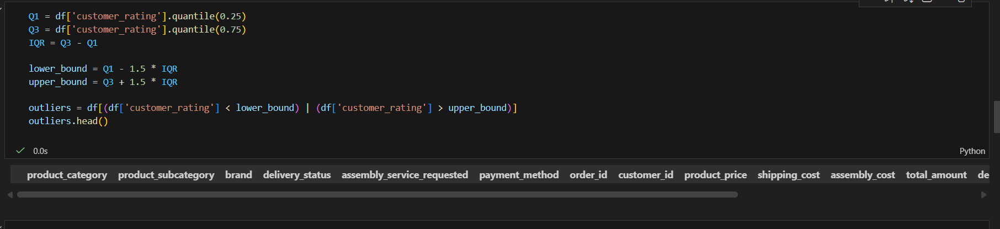 Q1 = df['customer_rating'].quantile(0.25)
Q3 = df['customer_rating'].quantile(0.75)
IQR = Q3 - Q1
lower_bound = Q1 - 1.5 * IQR
upper_bound = Q3 + 1.5 * IQR
outliers = df[(df['customer_rating'] < lower_bound) | (df['customer_rating'] > upper_bound)]
outliers.head()
0.0s Python
product_category product_subcategory brand delivery_status assembly_service_requested payment_method order_id customer_id product_price shipping_cost assembly_cost total_amount de